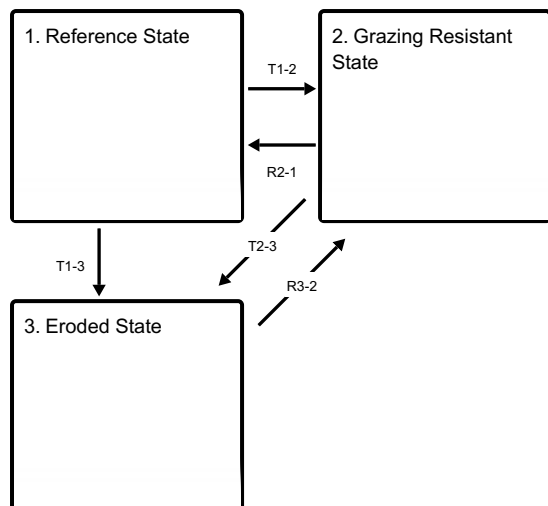 1. Reference State
2. Grazing Resistant
State
T1-2
R2-1
T2-3
T1-3
R3-2
3. Eroded State